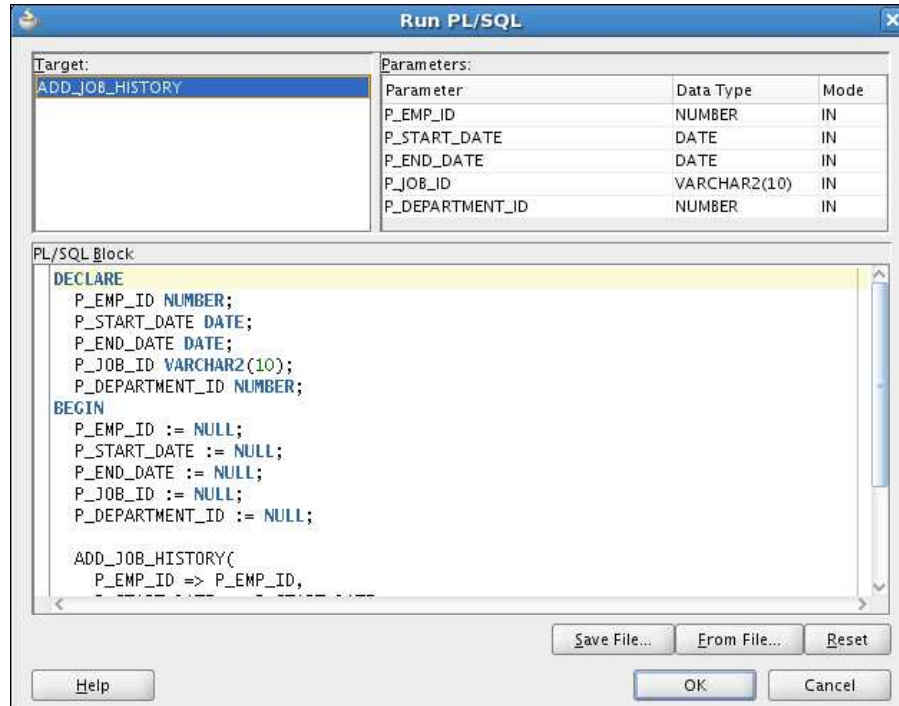 Run PL/SQL
Target:
ADD_JOB_HISTORY
Parameters:
Parameter Data Type Mode
P_EMP_ID NUMBER IN
P_START_DATE DATE IN
P_END_DATE DATE IN
P_JOB_ID VARCHAR2(10) IN
P_DEPARTMENT_ID NUMBER IN
PL/SQL Block
DECLARE
P_EMP_ID NUMBER;
P_START_DATE DATE;
P_END_DATE DATE;
P_JOB_ID VARCHAR2(10);
P_DEPARTMENT_ID NUMBER;
BEGIN
P_EMP_ID := NULL;
P_START_DATE := NULL;
P_END_DATE := NULL;
P_JOB_ID := NULL;
P_DEPARTMENT_ID := NULL;
ADD_JOB_HISTORY(
P_EMP_ID => P_EMP_ID,
Save File... From File... Reset
Help OK Cancel